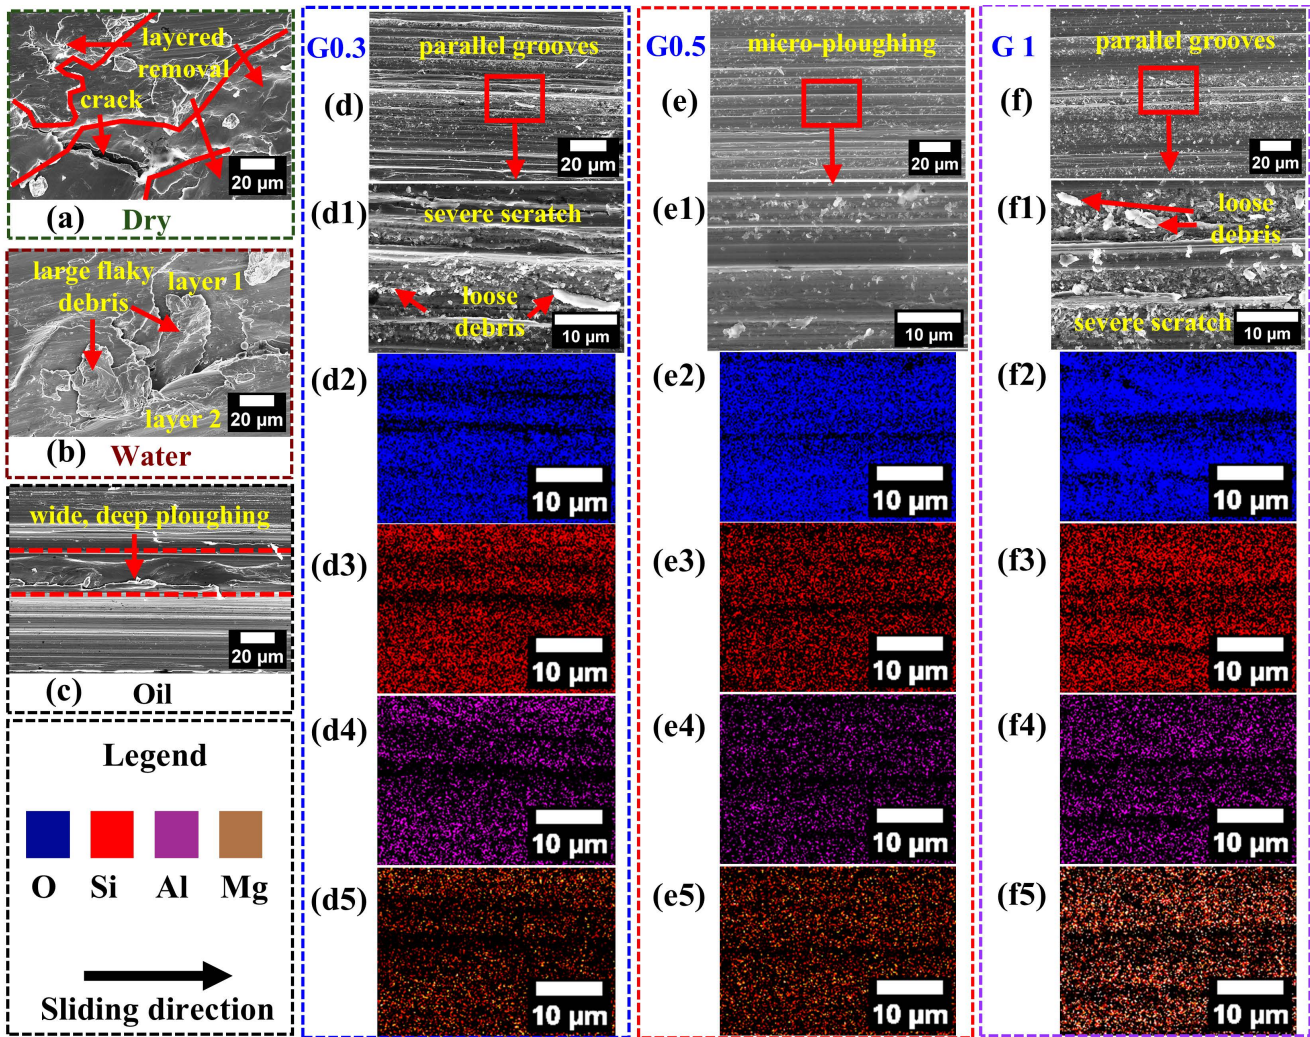 layered
removal
crack
20 µm
(a)
Dry
large flaky
debris
layer 1
layer 2
20 µm
(b)
Water
wide, deep ploughing
20 µm
(c)
Oil
Legend
O Si Al Mg
Sliding direction
G0.3
parallel grooves
(d)
20 µm
(d1)
severe scratch
loose
debris
10 µm
(d2)
10 µm
(d3)
10 µm
(d4)
10 µm
(d5)
10 µm
G0.5
micro-ploughing
(e)
20 µm
(e1)
10 µm
(e2)
10 µm
(e3)
10 µm
(e4)
10 µm
(e5)
10 µm
G 1
parallel grooves
(f)
20 µm
(f1)
loose
debris
severe scratch
10 µm
(f2)
10 µm
(f3)
10 µm
(f4)
10 µm
(f5)
10 µm